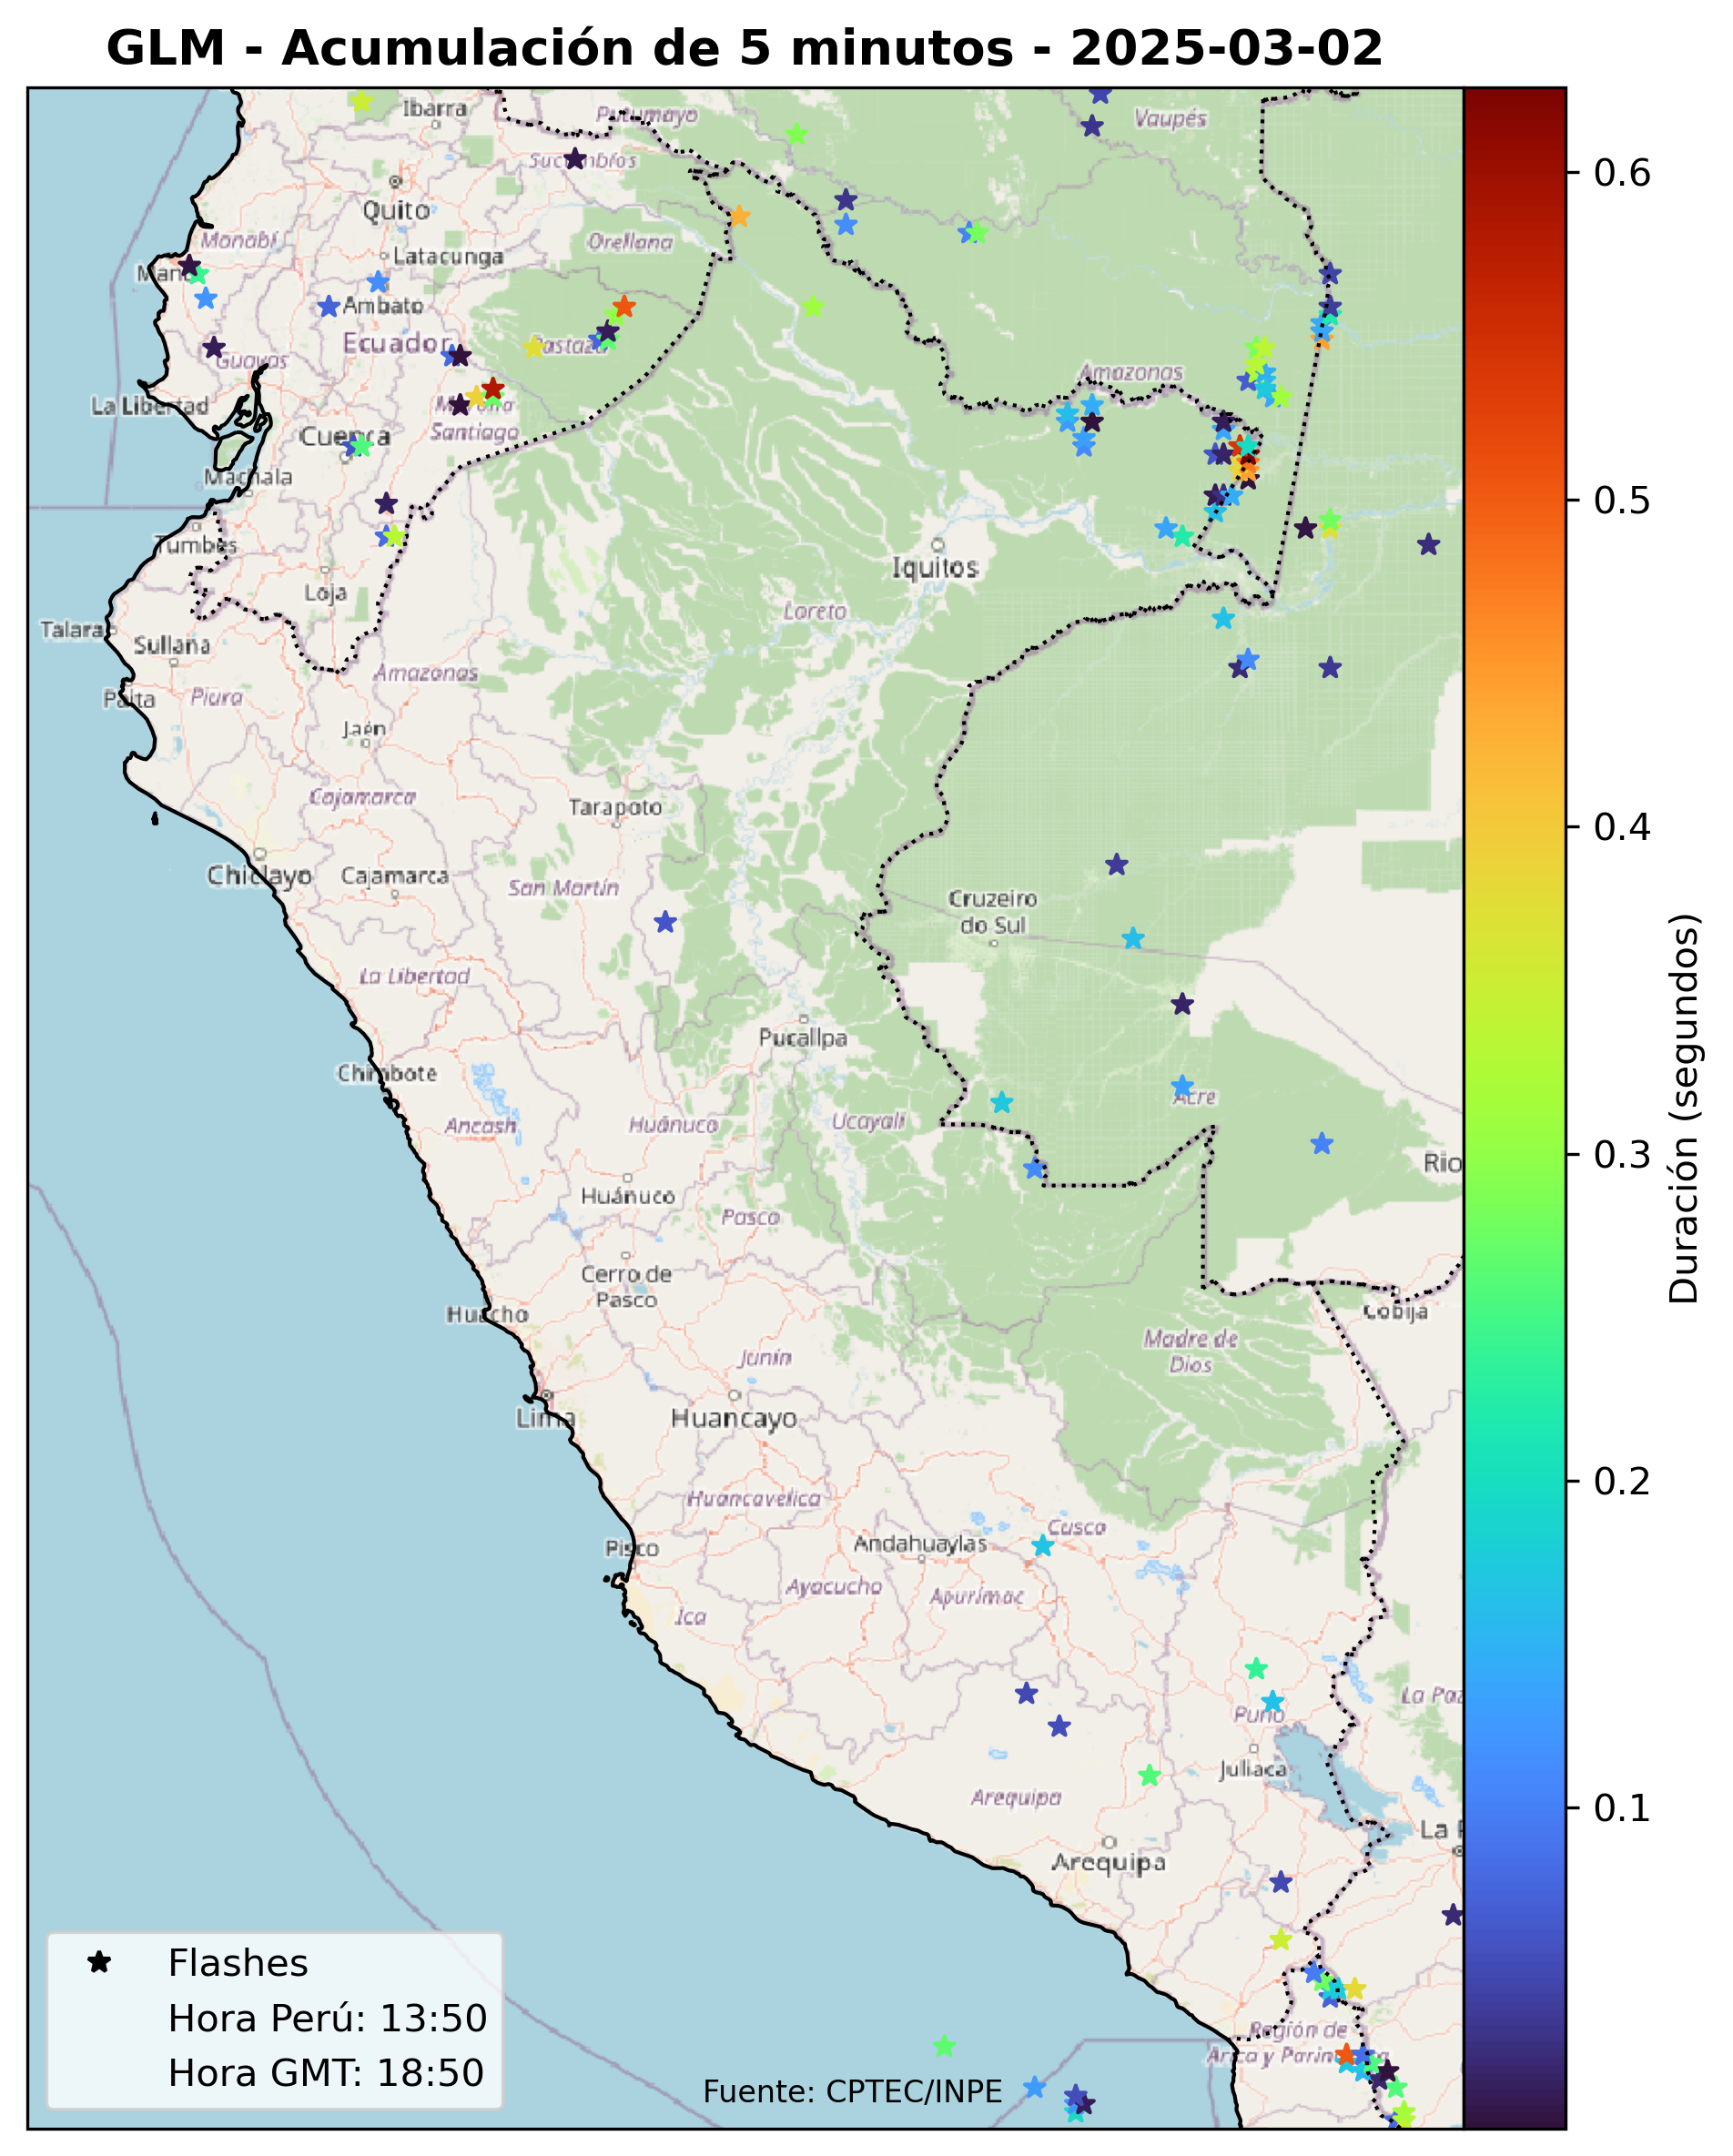 GLM - Acumulación de 5 minutos - 2025-03-02
Ibarra
Putumayo
Vaupés
Sucumbíos
Quito
Manabí
Orellana
Latacunga
Ambato
Ecuador
Pastaza
Guayas
Amazonas
La Libertad
Santiago
Cuenca
Machala
Tumbes
Iquitos
Loja
Loreto
Talara
Sullana
Amazonas
Paita
Piura
Jaén
Cajamarca
Tarapoto
Chiclayo
Cajamarca
San Martín
Cruzeiro
do Sul
La Libertad
Pucallpa
Chimbote
Ancash
Huánuco
Ucayali
Acre
Rio
Huánuco
Pasco
Cerro de
Pasco
Huacho
Cobija
Madre de
Dios
Junín
Lima
Huancayo
Huancavelica
Cusco
Pisco
Andahuaylas
Ayacucho
Apurímac
Ica
La Paz
Puno
Juliaca
Arequipa
La P
Arequipa
Región de
Arica y Parinacota
Flashes
Hora Perú: 13:50
Hora GMT: 18:50
Fuente: CPTEC/INPE
0.6
0.5
0.4
0.3
0.2
0.1
Duración (segundos)